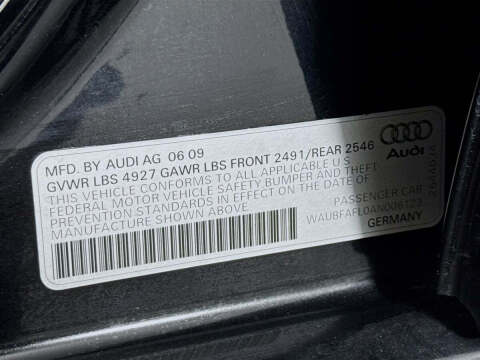 MFD. BY AUDI AG 06 09
GVWR LBS 4927 GAWR LBS FRONT 2491/REAR 2546
THIS VEHICLE CONFORMS TO ALL APPLICABLE U.S.
FEDERAL MOTOR VEHICLE SAFETY BUMPER AND THEFT
PREVENTION STANDARDS IN EFFECT ON THE DATE OF
MANUFACTURE SHOWN ABOVE
Audi
PASSENGER CAR
GERMANY